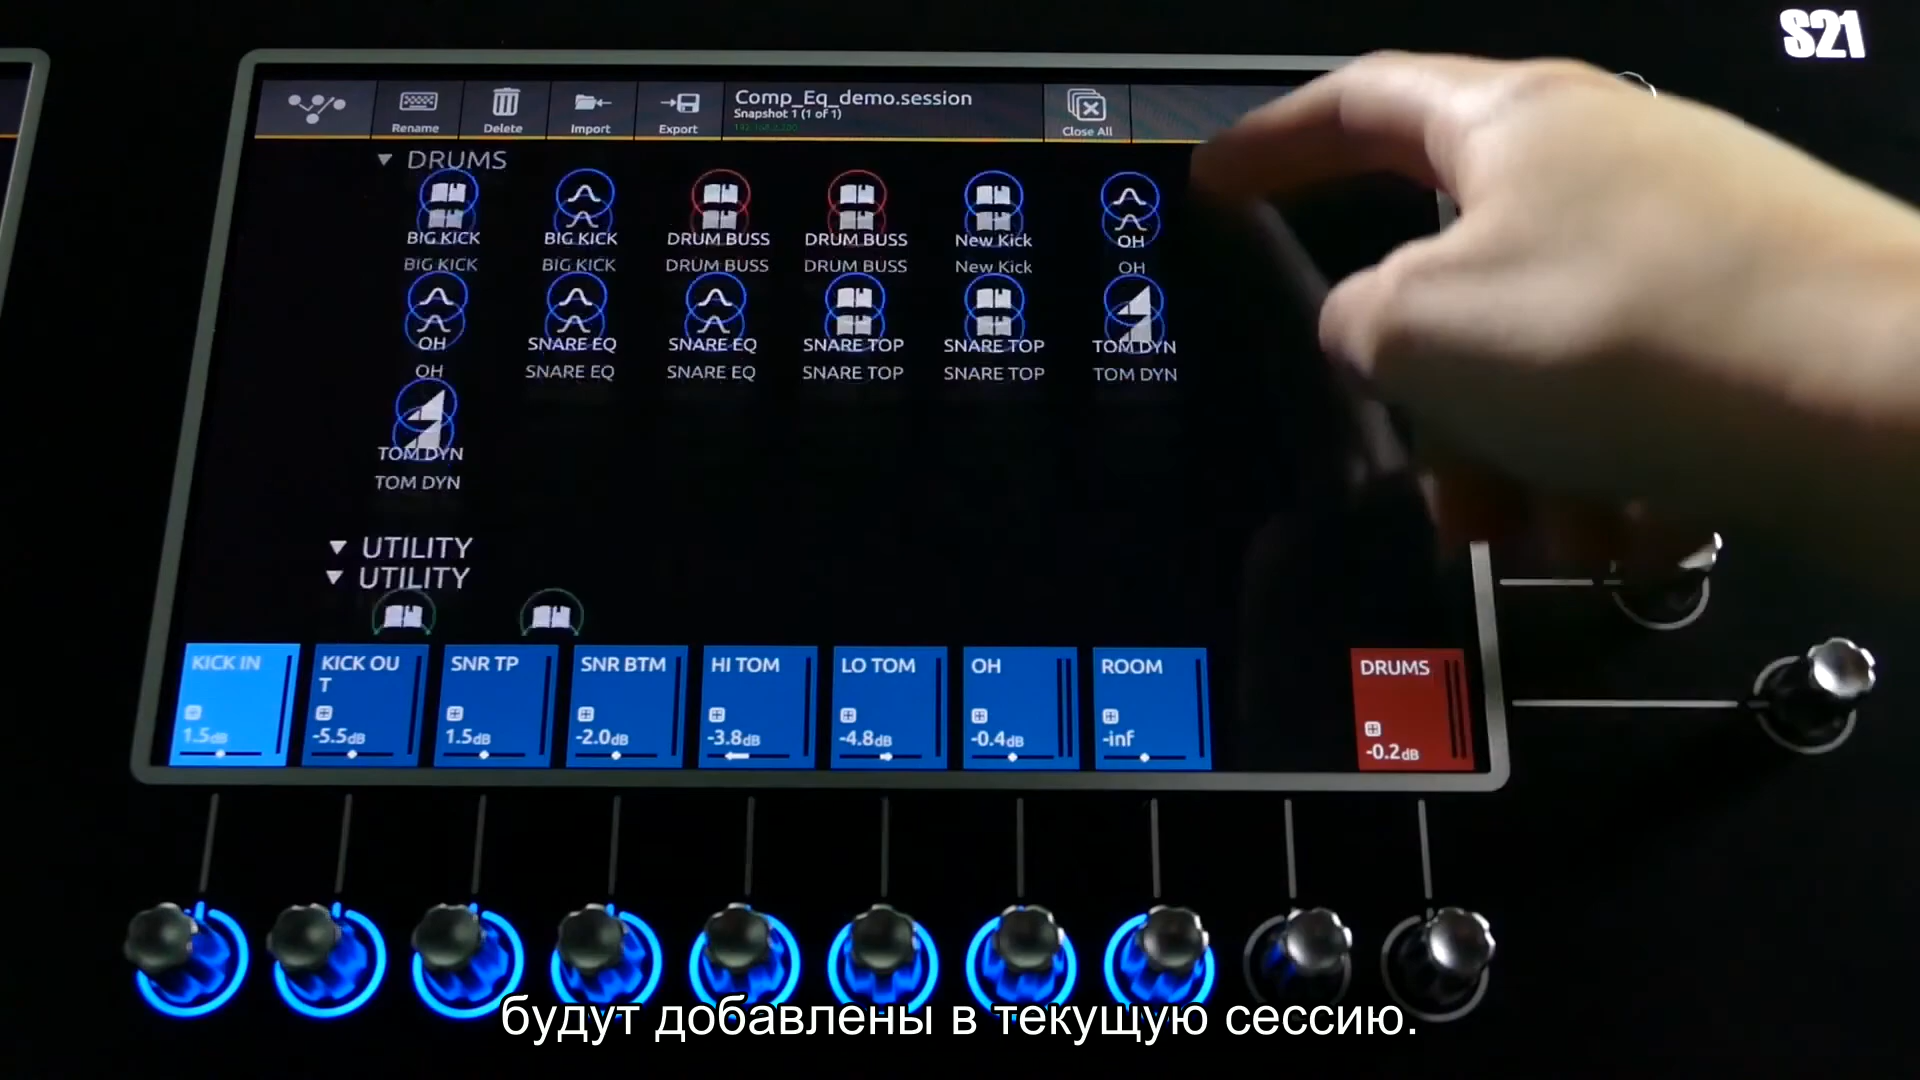 S21
Rename
Delete
Import
Export
Comp_Eq_demo.session
Snapshot 1 (1 of 1)
Close All
DRUMS
BIG KICK
BIG KICK
DRUM BUSS
DRUM BUSS
New Kick
OH
BIG KICK
BIG KICK
DRUM BUSS
DRUM BUSS
New Kick
OH
OH
SNARE EQ
SNARE EQ
SNARE TOP
SNARE TOP
TOM DYN
OH
SNARE EQ
SNARE EQ
SNARE TOP
SNARE TOP
TOM DYN
TOM DYN
TOM DYN
UTILITY
UTILITY
KICK IN
1.5dB
KICK OU
T
-5.5dB
SNR TP
1.5dB
SNR BTM
-2.0dB
HI TOM
-3.8dB
LO TOM
-4.8dB
OH
-0.4dB
ROOM
-inf
DRUMS
-0.2dB
будут добавлены в текущую сессию.